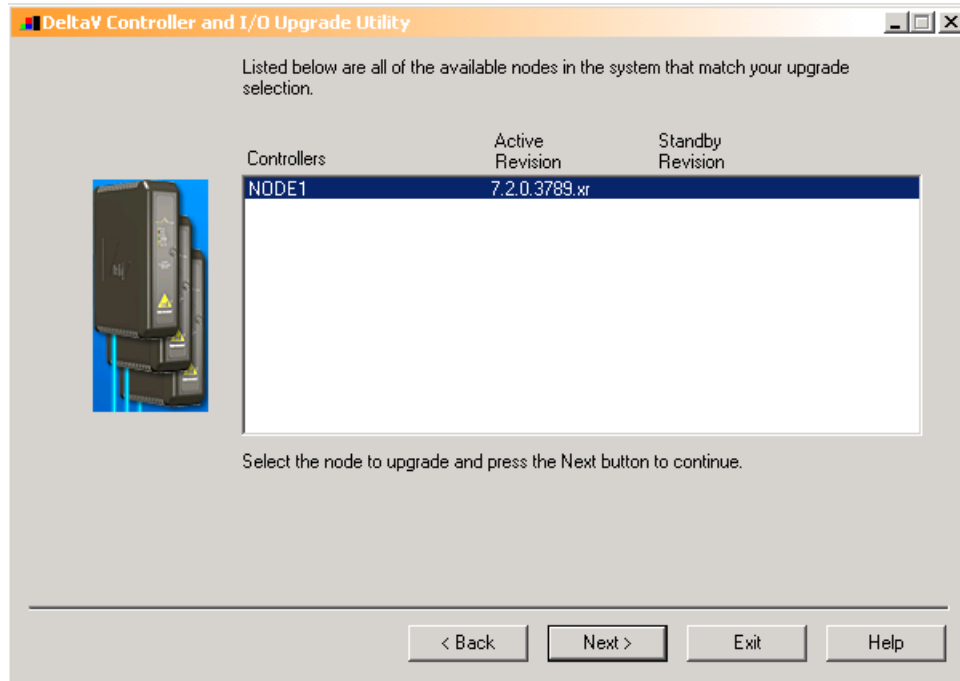 DeltaV Controller and I/O Upgrade Utility
Listed below are all of the available nodes in the system that match your upgrade
selection.
Controllers Active Revision Standby Revision
NODE1 7.2.0.3789.xr
Select the node to upgrade and press the Next button to continue.
< Back Next > Exit Help